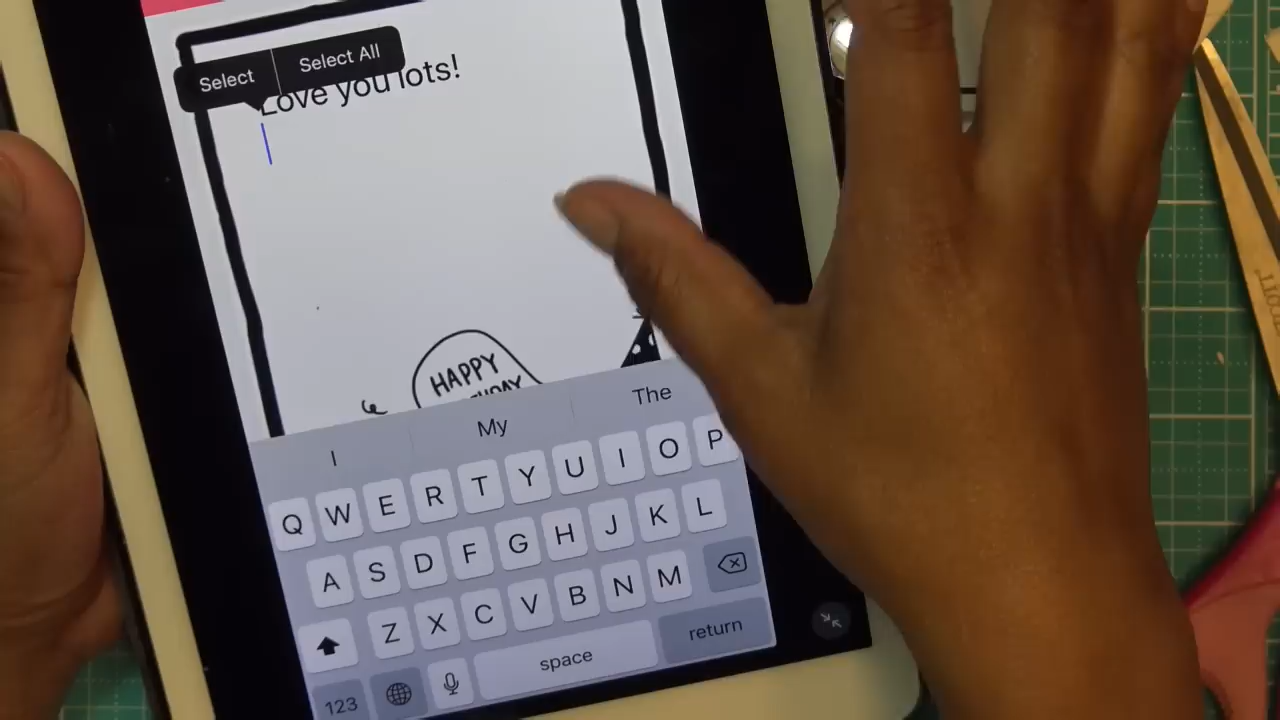 Select
Select All
Love you lots!
HAPPY
I
My
The
Q W E R T Y U I O P
A S D F G H J K L
Z X C V B N M
123
space
return